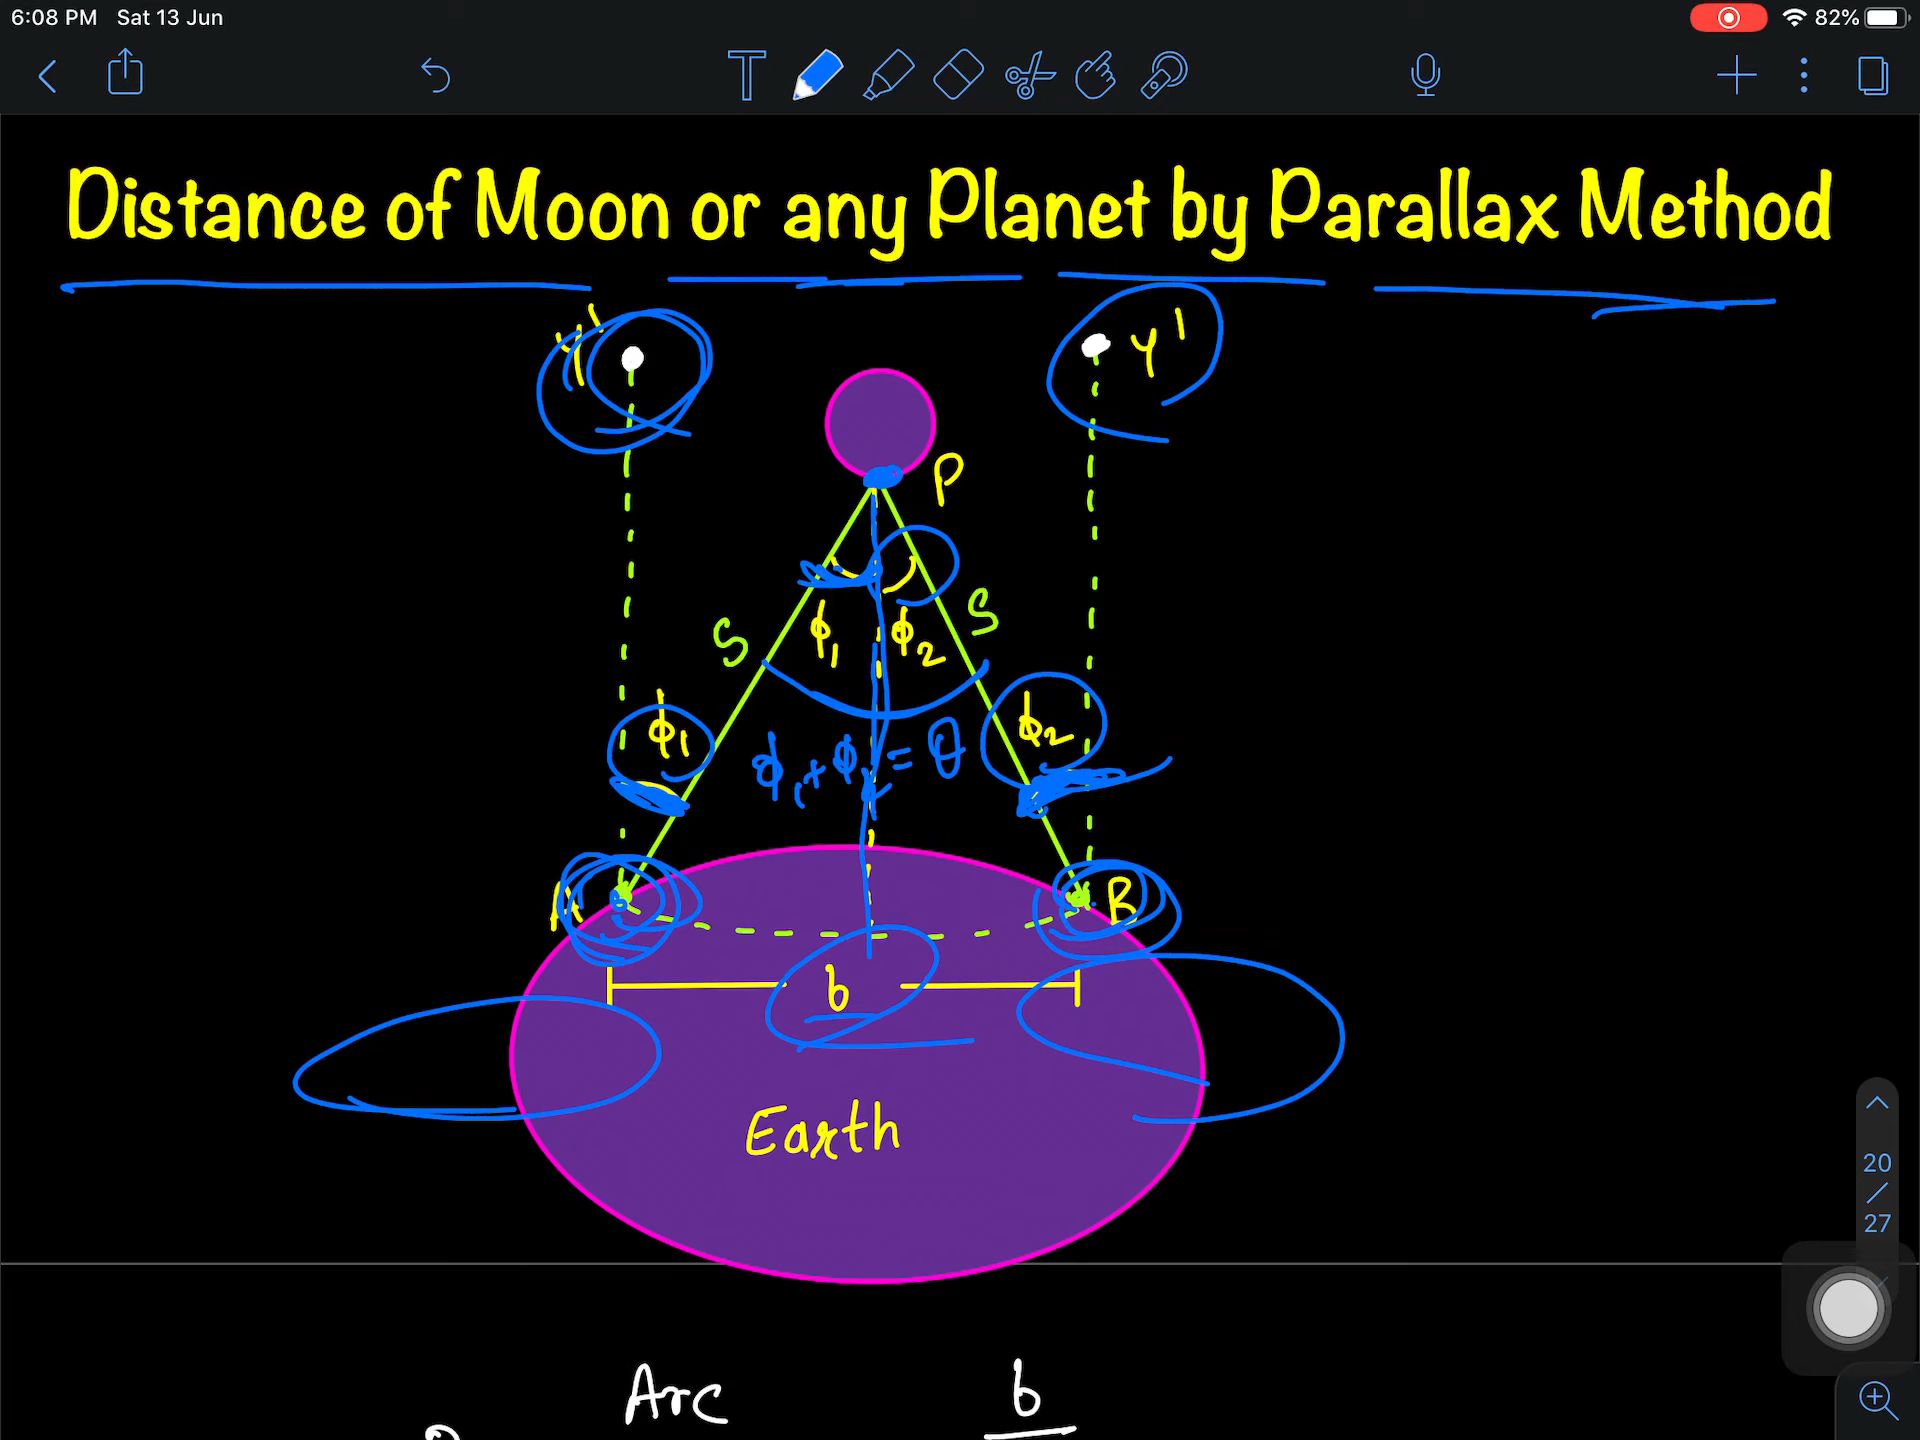 6:08 PM Sat 13 Jun 82%
T
Distance of Moon or any Planet by Parallax Method
Y' Y'
P
ϕ₁ ϕ₂
S S
ϕ₁ ϕ₂
ϕ₁+ϕ₂=θ
A B
b
Earth
20
/
27
Arc b